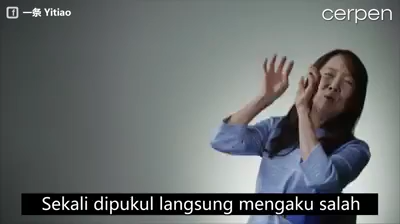 一条 Yitiao
cerpen
Sekali dipukul langsung mengaku salah